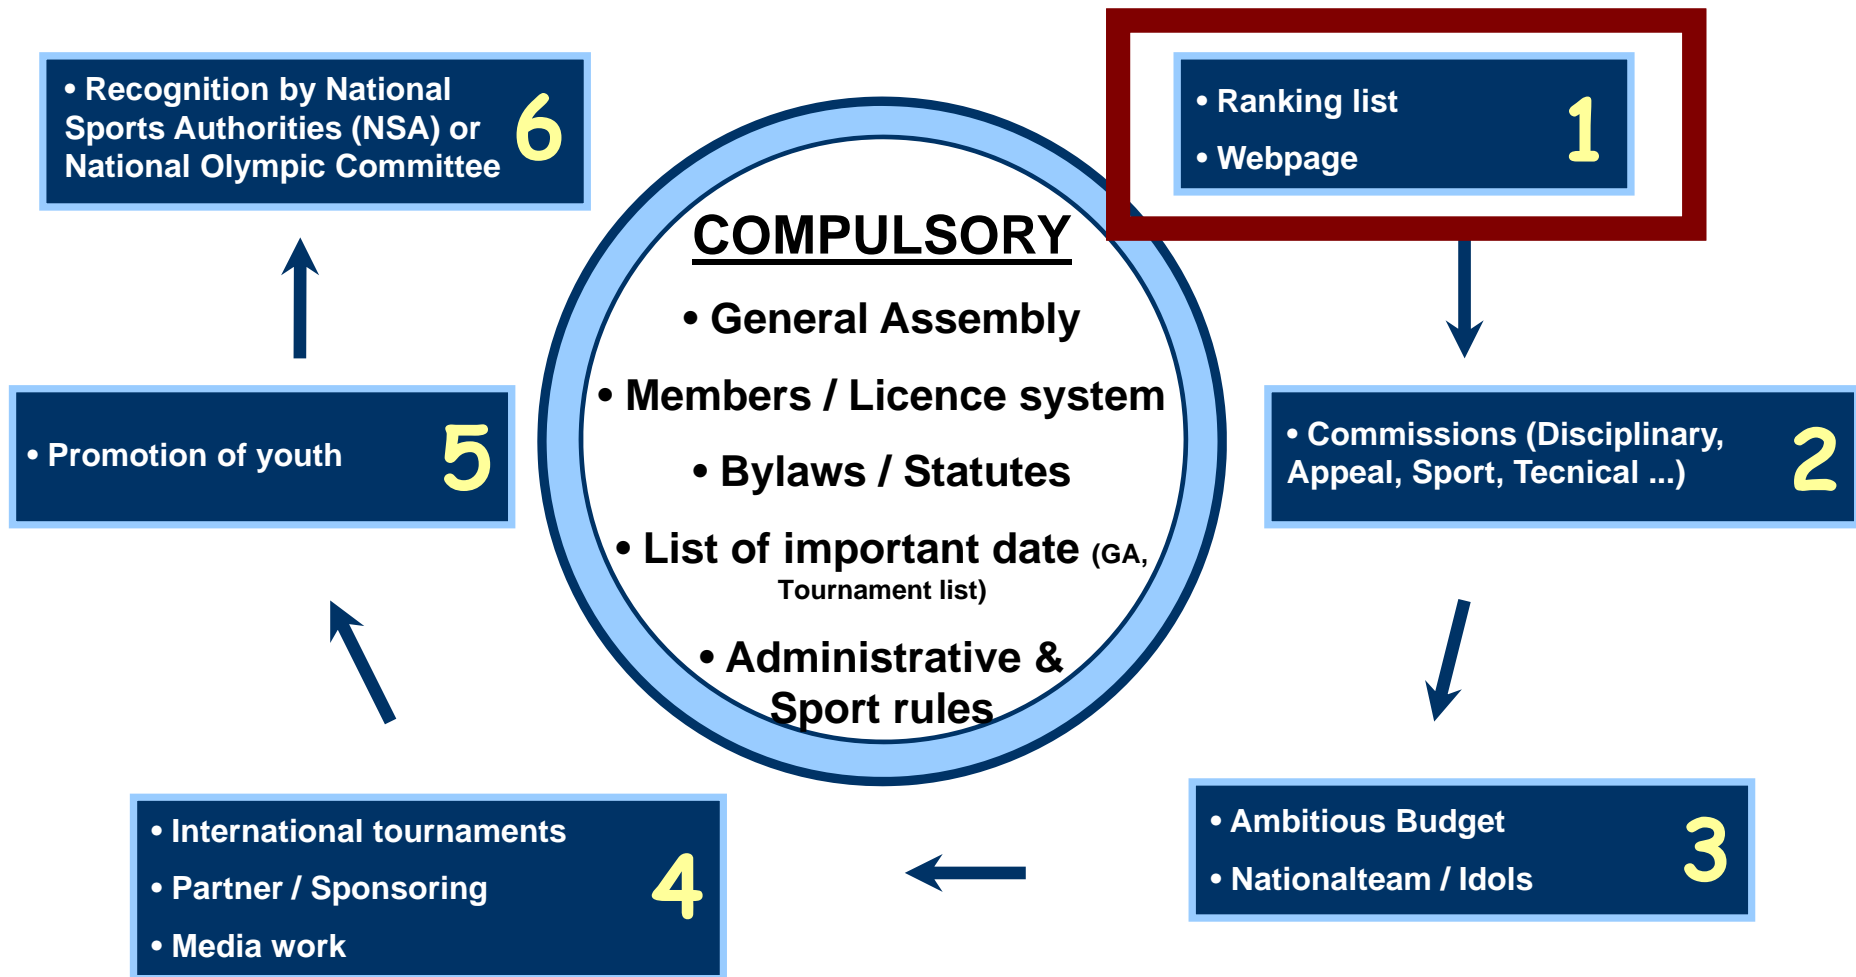 • Recognition by National
Sports Authorities (NSA) or
National Olympic Committee
6
• Ranking list
• Webpage
1
COMPULSORY
• General Assembly
• Members / Licence system
• Bylaws / Statutes
• List of important date (GA,
Tournament list)
• Administrative &
Sport rules
• Commissions (Disciplinary,
Appeal, Sport, Tecnical ...)
2
• Ambitious Budget
• Nationalteam / Idols
3
• International tournaments
• Partner / Sponsoring
• Media work
4
• Promotion of youth
5